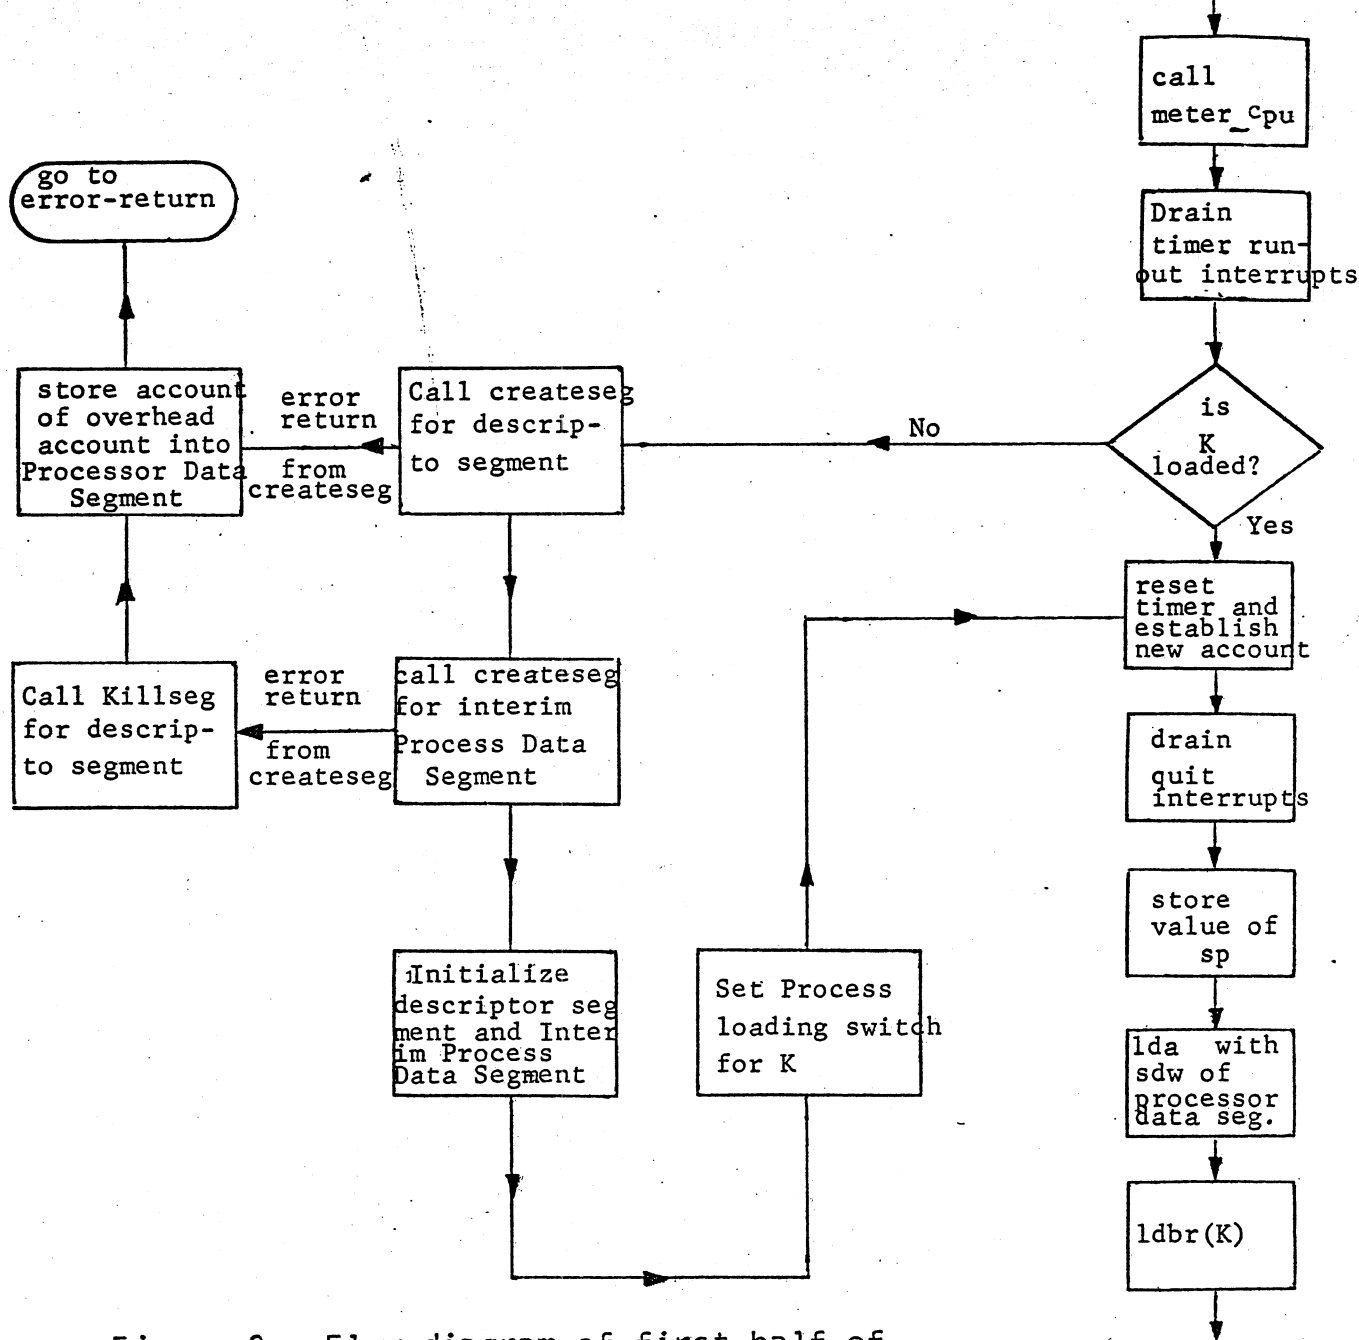 call
meter_cpu
Drain
timer run-
out interrupts
is
K
loaded?
No
Yes
go to
error-return
store account
of overhead
account into
Processor Data
Segment
error
return
from
createseg
Call createseg
for descrip-
to segment
Call Killseg
for descrip-
to segment
error
return
from
createseg
call createseg
for interim
Process Data
Segment
Initialize
descriptor seg
ment and Inter
im Process
Data Segment
Set Process
loading switch
for K
reset
timer and
establish
new account
drain
quit
interrupts
store
value of
sp
lda with
sdw of
processor
data seg.
ldbr(K)
Flow diagram of first half of